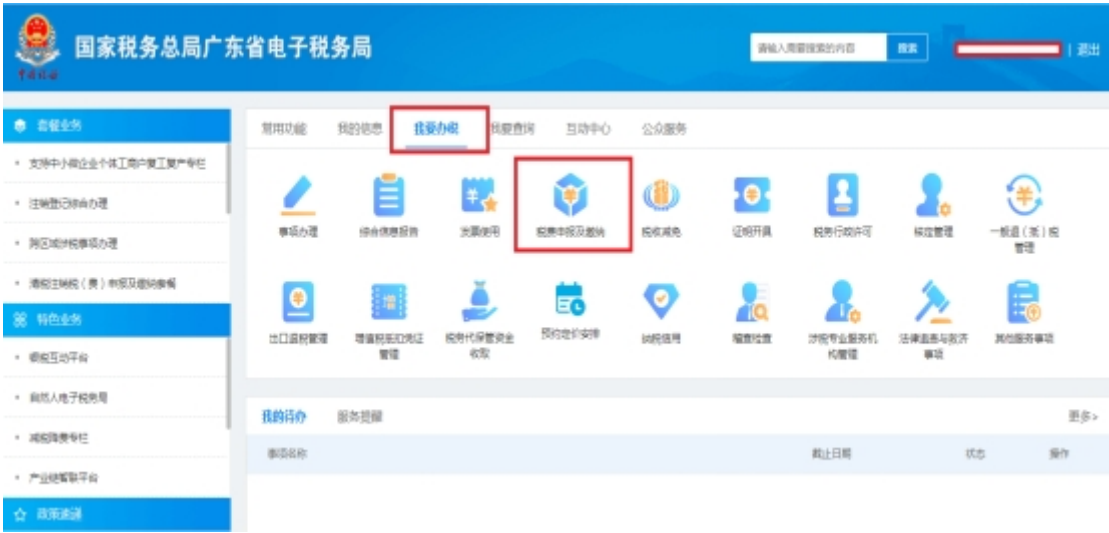 国家税务总局广东省电子税务局
请输入需要搜索的内容
搜索
| 退出
中国税务
套餐业务
常用功能 我的信息 我要办税 我要查询 互动中心 公众服务
支持中小微企业个体工商户复工复产专栏
注销登记综合办理
跨区域涉税事项办理
清税注销税（费）申报及缴纳套餐
特色业务
银税互动平台
自然人电子税务局
减税降费专栏
产业链智联平台
政策速递
事项办理 综合信息报告 发票使用 税费申报及缴纳 税收减免 证明开具 税务行政许可 核定管理 一般退（抵）税
管理
出口退税管理 增值税抵扣凭证 税务代保管资金 预约定价安排 纳税信用 稽查检查 涉税专业服务机 法律追责与救济 其他服务事项
管理 收取 构管理 事项
我的待办 服务提醒 更多>
事项名称 截止日期 状态 操作